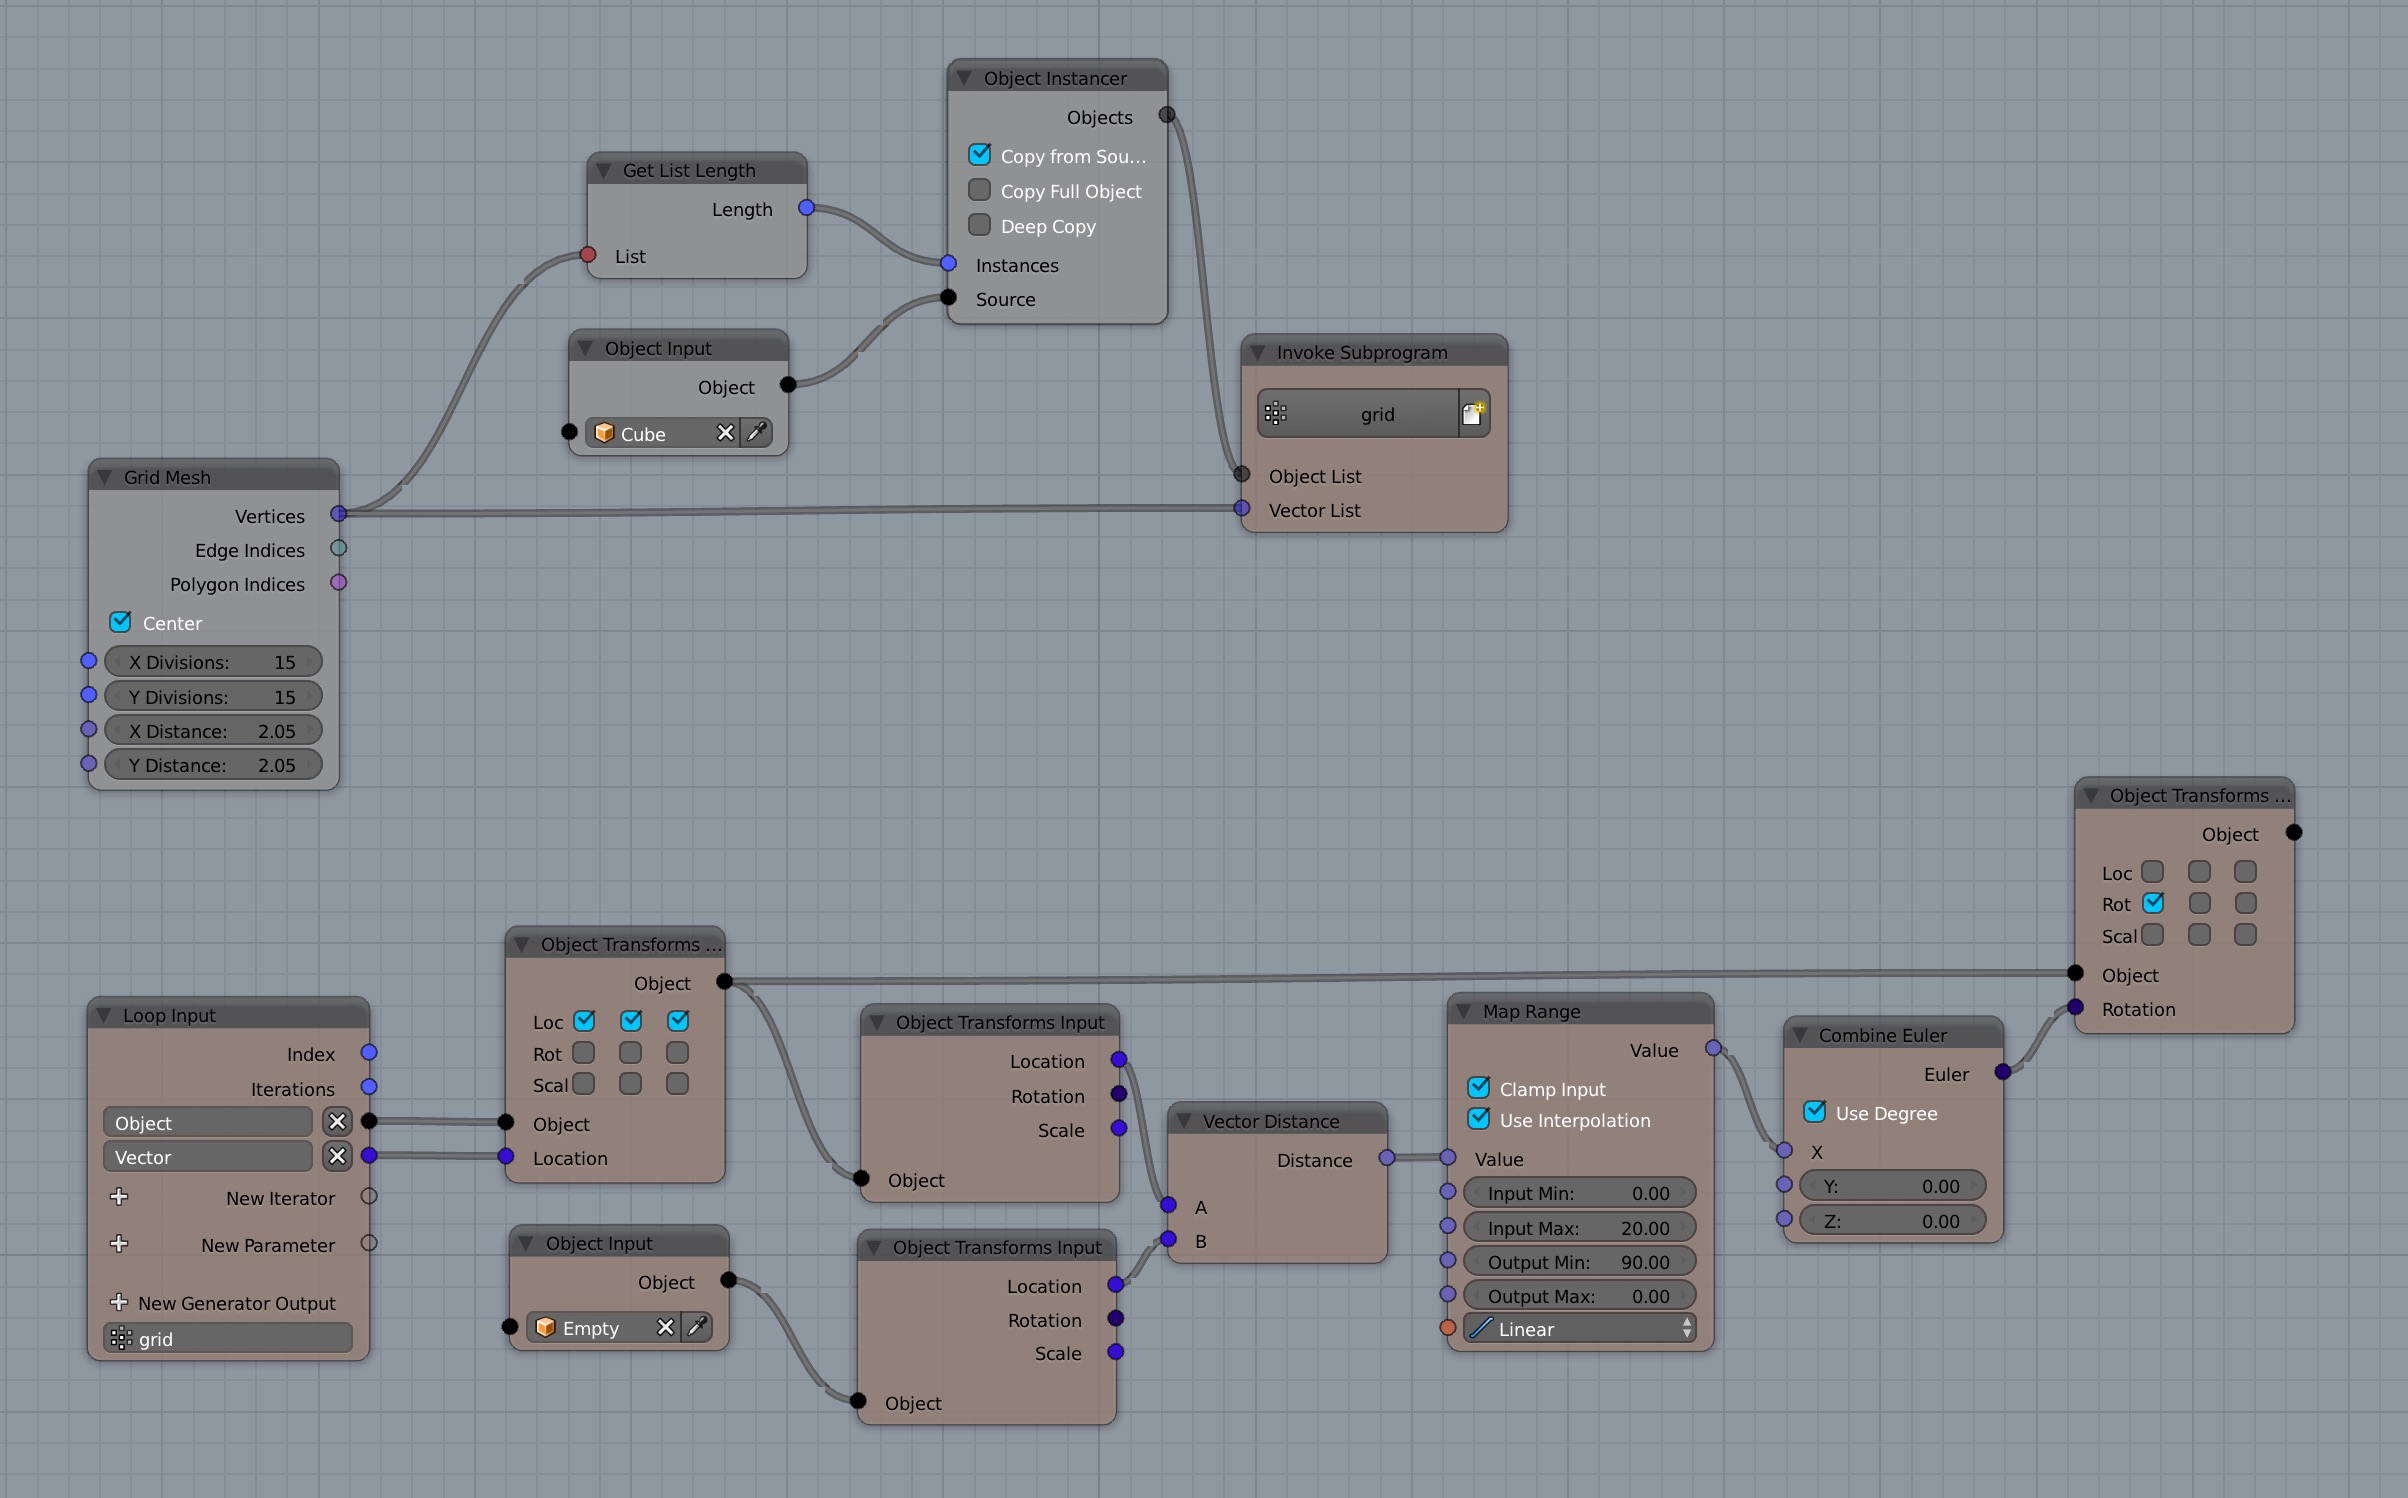 Object Instancer
Objects
Copy from Sou...
Copy Full Object
Deep Copy
Instances
Source
Get List Length
Length
List
Object Input
Object
Cube
Invoke Subprogram
grid
Object List
Vector List
Grid Mesh
Vertices
Edge Indices
Polygon Indices
Center
X Divisions: 15
Y Divisions: 15
X Distance: 2.05
Y Distance: 2.05
Object Transforms ...
Object
Loc
Rot
Scal
Object
Rotation
Loop Input
Index
Iterations
Object
Vector
New Iterator
New Parameter
New Generator Output
grid
Object Transforms ...
Object
Loc
Rot
Scal
Object
Location
Object Input
Object
Empty
Object Transforms Input
Location
Rotation
Scale
Object
Object Transforms Input
Location
Rotation
Scale
Object
Vector Distance
Distance
A
B
Map Range
Value
Clamp Input
Use Interpolation
Value
Input Min: 0.00
Input Max: 20.00
Output Min: 90.00
Output Max: 0.00
Linear
Combine Euler
Euler
Use Degree
X
Y: 0.00
Z: 0.00